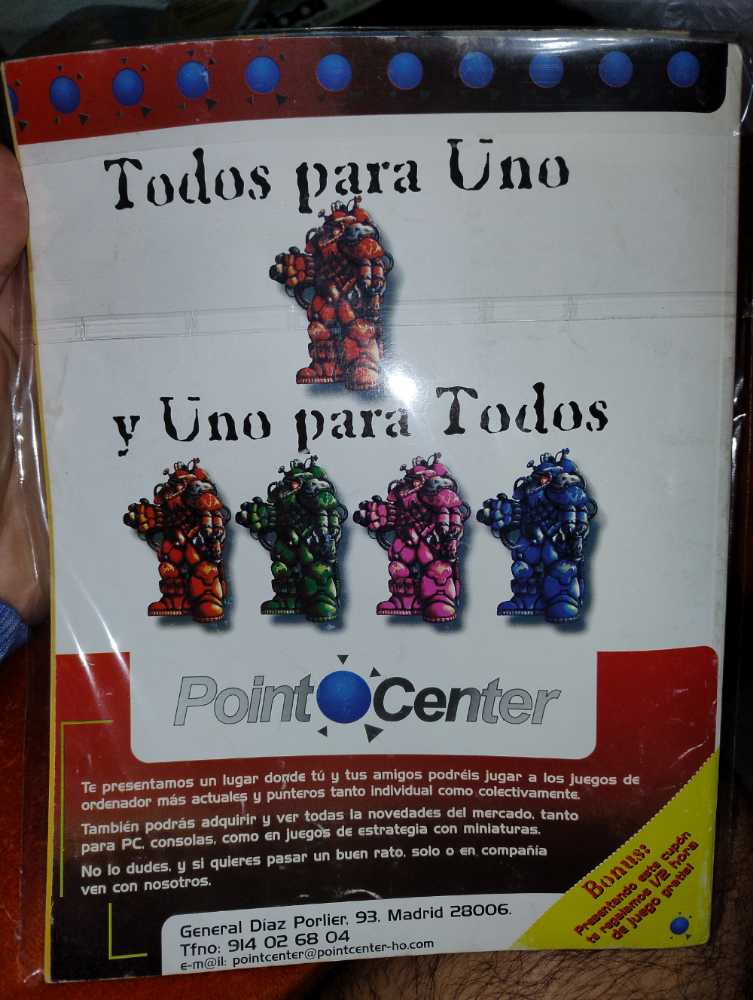 Todos para Uno
y Uno para Todos
Point Center
Te presentamos un lugar donde tú y tus amigos podréis jugar a los juegos de
ordenador más actuales y punteros tanto individual como colectivamente.
También podrás adquirir y ver todas la novedades del mercado, tanto
para PC, consolas, como en juegos de estrategia con miniaturas.
No lo dudes, y si quieres pasar un buen rato, solo o en compañía
ven con nosotros.
Bonus:
Presentando este cupón
te regalamos 1/2 hora
de juego gratis!
General Díaz Porlier, 93. Madrid 28006.
Tfno: 914 02 68 04
e-m@il: pointcenter@pointcenter-ho.com